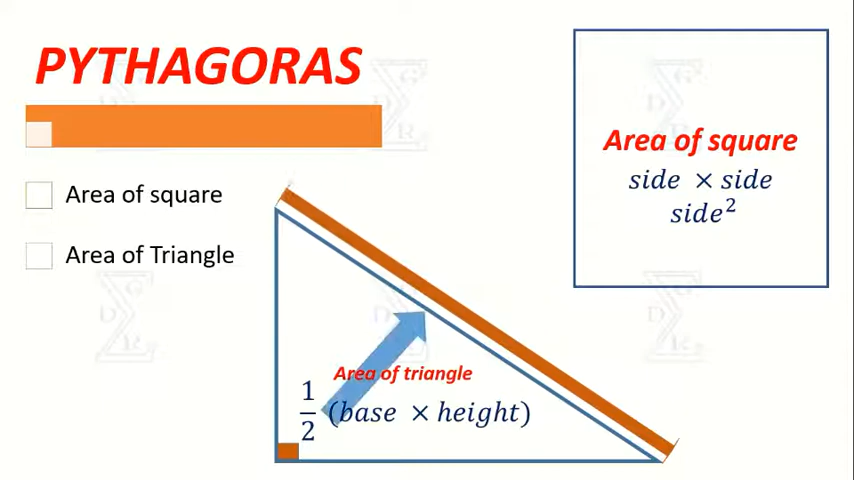 PYTHAGORAS
Area of square
Area of Triangle
Area of square
side × side
side²
Area of triangle
1/2 (base × height)